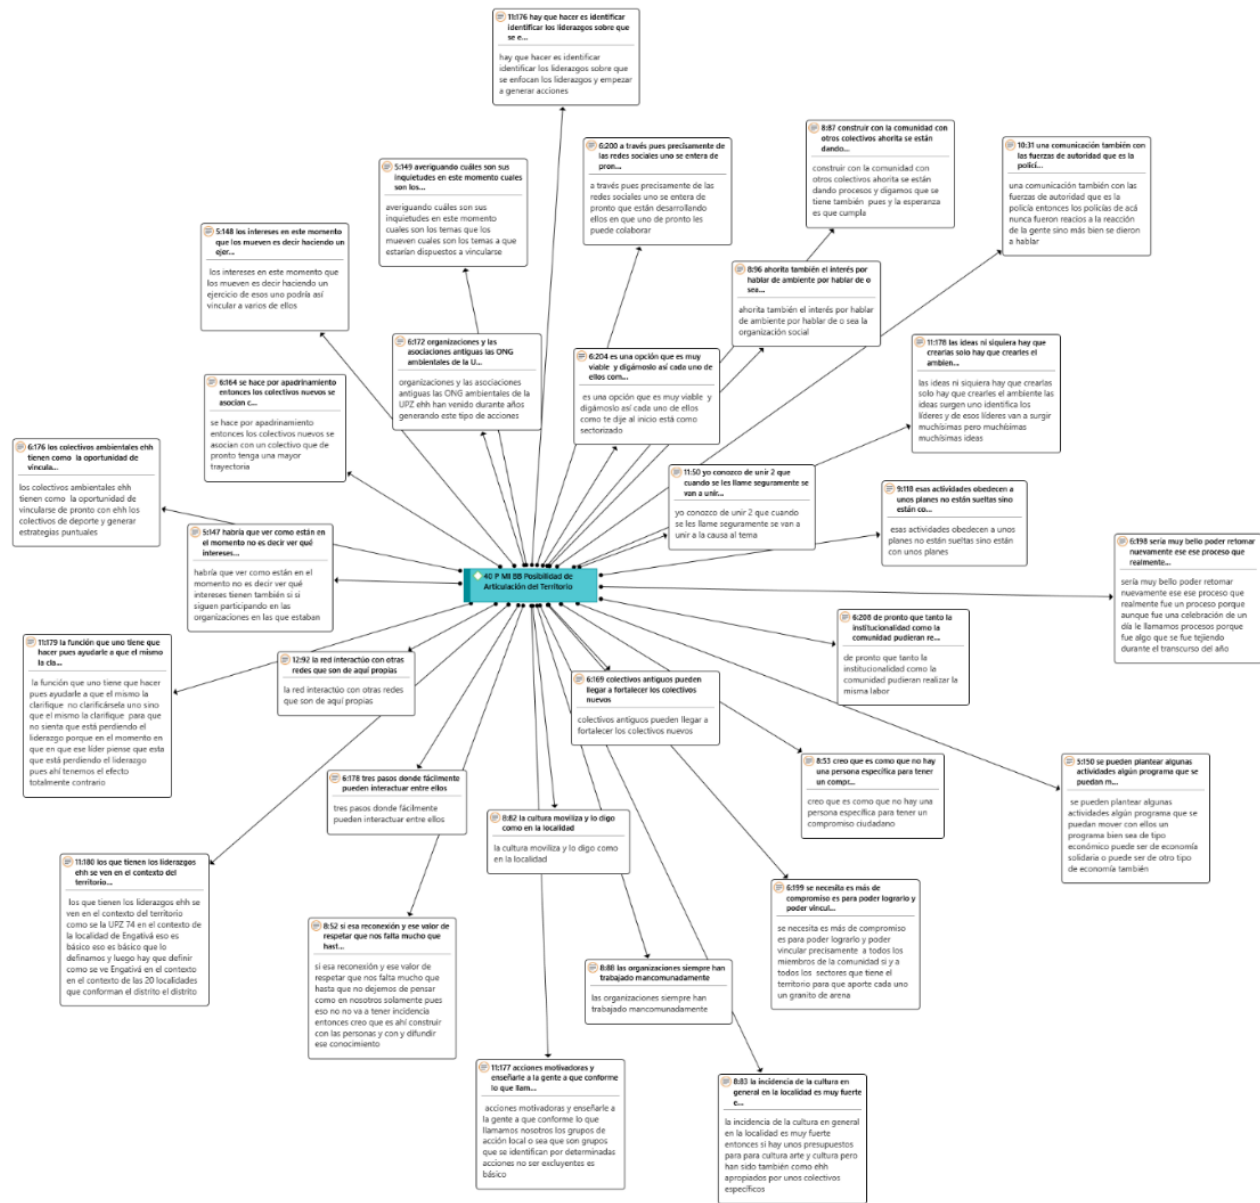 11:176 hay que hacer es identificar
identificar los liderazgos sobre que
se e...
hay que hacer es identificar
identificar los liderazgos sobre que
se enfocan los liderazgos y empezar
a generar acciones
8:87 construir con la comunidad con
otros colectivos ahorita se están
dando...
construir con la comunidad con
otros colectivos ahorita se están
dando procesos y digamos que se
tiene también pues y la esperanza
es que cumpla
6:200 a través pues precisamente de
las redes sociales uno se entera de
pron...
a través pues precisamente de las
redes sociales uno se entera de
pronto que están desarrollando
ellos en que uno de pronto les
puede colaborar
10:31 una comunicación también con
las fuerzas de autoridad que es la
polici...
una comunicación también con las
fuerzas de autoridad que es la
policía entonces los policías de acá
nunca fueron reacios a la reacción
de la gente sino más bien se dieron
a hablar
5:149 averiguando cuáles son sus
inquietudes en este momento cuales
son los...
averiguando cuáles son sus
inquietudes en este momento
cuales son los temas que los
mueven cuales son los temas a que
estarían dispuestos a vincularse
5:148 los intereses en este momento
que los mueven es decir haciendo un
ejer...
los intereses en este momento que
los mueven es decir haciendo un
ejercicio de esos uno podría así
vincular a varios de ellos
8:96 ahorita también el interés por
hablar de ambiente por hablar de o
sea...
ahorita también el interés por hablar
de ambiente por hablar de o sea la
organización social
6:172 organizaciones y las
asociaciones antiguas las ONG
ambientales de la U...
organizaciones y las asociaciones
antiguas las ONG ambientales de la
UPZ ehh han venido durante años
generando este tipo de acciones
6:204 es una opción que es muy
viable y digámoslo así cada uno de
ellos com...
es una opción que es muy viable y
digámoslo así cada uno de ellos
como te dije al inicio está como
sectorizado
11:178 las ideas ni siquiera hay que
crearlas solo hay que crearles el
ambien...
las ideas ni siquiera hay que crearlas
solo hay que crearles el ambiente las
ideas surgen uno identifica los
líderes y de esos líderes van a surgir
muchísimas pero muchísimas
muchísimas ideas
6:164 se hace por apadrinamiento
entonces los colectivos nuevos se
asocian c...
se hace por apadrinamiento
entonces los colectivos nuevos se
asocian con un colectivo que de
pronto tenga una mayor
trayectoria
6:176 los colectivos ambientales ehh
tienen como la oportunidad de
vincula...
los colectivos ambientales ehh
tienen como la oportunidad de
vincularse de pronto con ehh los
colectivos de deporte y generar
estrategias puntuales
11:50 yo conozco de unir 2 que
cuando se les llame seguramente se
van a unir...
yo conozco de unir 2 que cuando
se les llame seguramente se van a
unir a la causa al tema
9:118 esas actividades obedecen a
unos planes no están sueltas sino
están co...
esas actividades obedecen a unos
planes no están sueltas sino están
con unos planes
5:147 habría que ver como están en
el momento no es decir ver qué
intereses...
habría que ver como están en el
momento no es decir ver qué
intereses tienen también si si
siguen participando en las
organizaciones en las que estaban
6:198 sería muy bello poder retomar
nuevamente ese ese proceso que
realmente...
sería muy bello poder retomar
nuevamente ese ese proceso que
realmente fue un proceso porque
aunque fue una celebración de un
día le llamamos procesos porque
fue algo que se fue tejiendo
durante el transcurso del año
40 P MI BB Posibilidad de
Articulación del Territorio
6:208 de pronto que tanto la
institucionalidad como la
comunidad pudieran re...
de pronto que tanto la
institucionalidad como la
comunidad pudieran realizar la
misma labor
11:179 la función que uno tiene que
hacer pues ayudarle a que el mismo
la cla...
la función que uno tiene que hacer
pues ayudarle a que el mismo la
clarifique no clarificársela uno sino
que el mismo la clarifique para que
no sienta que está perdiendo el
liderazgo porque en el momento en
que en que ese líder piense que esta
que está perdiendo el liderazgo
pues ahí tenemos el efecto
totalmente contrario
12:92 la red interactúo con otras
redes que son de aquí propias
la red interactúo con otras redes
que son de aquí propias
6:169 colectivos antiguos pueden
llegar a fortalecer los colectivos
nuevos
colectivos antiguos pueden llegar a
fortalecer los colectivos nuevos
8:53 creo que es como que no hay
una persona específica para tener
un compr...
creo que es como que no hay una
persona específica para tener un
compromiso ciudadano
5:150 se pueden plantear algunas
actividades algún programa que se
puedan m...
se pueden plantear algunas
actividades algún programa que se
puedan mover con ellos un
programa bien sea de tipo
económico puede ser de economía
solidaria o puede ser de otro tipo
de economía también
6:178 tres pasos donde fácilmente
pueden interactuar entre ellos
tres pasos donde fácilmente
pueden interactuar entre ellos
8:82 la cultura moviliza y lo digo
como en la localidad
la cultura moviliza y lo digo como
en la localidad
11:180 los que tienen los liderazgos
ehh se ven en el contexto del
territorio...
los que tienen los liderazgos ehh se
ven en el contexto del territorio
como se la UPZ 74 en el contexto de
la localidad de Engativá eso es
básico eso es básico que lo
definamos y luego hay que definir
como se ve Engativá en el contexto
en el contexto de las 20 localidades
que conforman el distrito el distrito
6:199 se necesita es más de
compromiso es para poder lograrlo y
poder vincul...
se necesita es más de compromiso
es para poder lograrlo y poder
vincular precisamente a todos los
miembros de la comunidad si y a
todos los sectores que tiene el
territorio para que aporte cada uno
un granito de arena
8:52 si esa reconexión y ese valor de
respetar que nos falta mucho que
hast...
si esa reconexión y ese valor de
respetar que nos falta mucho que
hasta que no dejemos de pensar
como en nosotros solamente pues
eso no no va a tener incidencia
entonces creo que es ahí construir
con las personas y con y difundir
ese conocimiento
8:88 las organizaciones siempre han
trabajado mancomunadamente
las organizaciones siempre han
trabajado mancomunadamente
11:177 acciones motivadoras y
enseñarle a la gente a que conforme
lo que llam...
acciones motivadoras y enseñarle a
la gente a que conforme lo que
llamamos nosotros los grupos de
acción local o sea que son grupos
que se identifican por determinadas
acciones no ser excluyentes es
básico
8:83 la incidencia de la cultura en
general en la localidad es muy fuerte
e...
la incidencia de la cultura en general
en la localidad es muy fuerte
entonces si hay unos presupuestos
para para cultura arte y cultura pero
han sido también como ehh
apropiados por unos colectivos
específicos